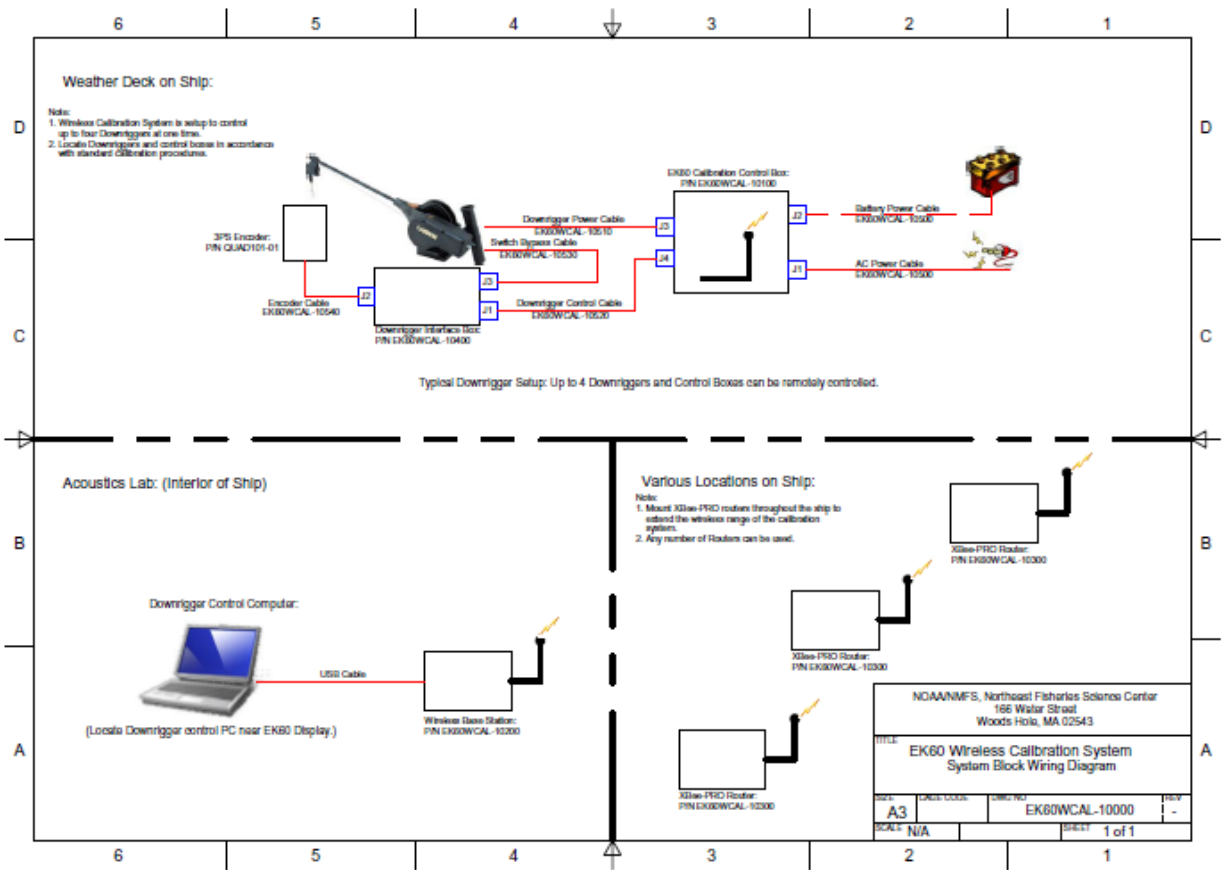 6 5 4 3 2 1
D
C
B
A
D
C
B
A
Weather Deck on Ship:
Note:
1. Wireless Calibration System is setup to control
up to four Downriggers at one time.
2. Locate Downriggers and control boxes in accordance
with standard calibration procedures.
3PS Encoder:
P/N QUAD101-01
Encoder Cable
EK60WCAL-10540
J2
J3
J1
Downrigger Interface Box:
P/N EK60WCAL-10400
Downrigger Power Cable
EK60WCAL-10510
Switch Bypass Cable
EK60WCAL-10530
Downrigger Control Cable
EK60WCAL-10520
EK60 Calibration Control Box:
P/N EK60WCAL-10100
J3
J4
J2
J1
Battery Power Cable
EK60WCAL-10500
AC Power Cable
EK60WCAL-10500
Typical Downrigger Setup: Up to 4 Downriggers and Control Boxes can be remotely controlled.
Acoustics Lab: (Interior of Ship)
Downrigger Control Computer:
USB Cable
(Locate Downrigger control PC near EK60 Display.)
Wireless Base Station:
P/N EK60WCAL-10200
Various Locations on Ship:
Note:
1. Mount XBee-PRO routers throughout the ship to
extend the wireless range of the calibration
system.
2. Any number of Routers can be used.
XBee-PRO Router:
P/N EK60WCAL-10300
XBee-PRO Router:
P/N EK60WCAL-10300
XBee-PRO Router:
P/N EK60WCAL-10300
NOAA/NMFS, Northeast Fisheries Science Center
166 Water Street
Woods Hole, MA 02543
TITLE
EK60 Wireless Calibration System
System Block Wiring Diagram
SIZE CAGE CODE DWG NO REV
A3 EK60WCAL-10000 -
SCALE N/A SHEET 1 of 1
6 5 4 3 2 1